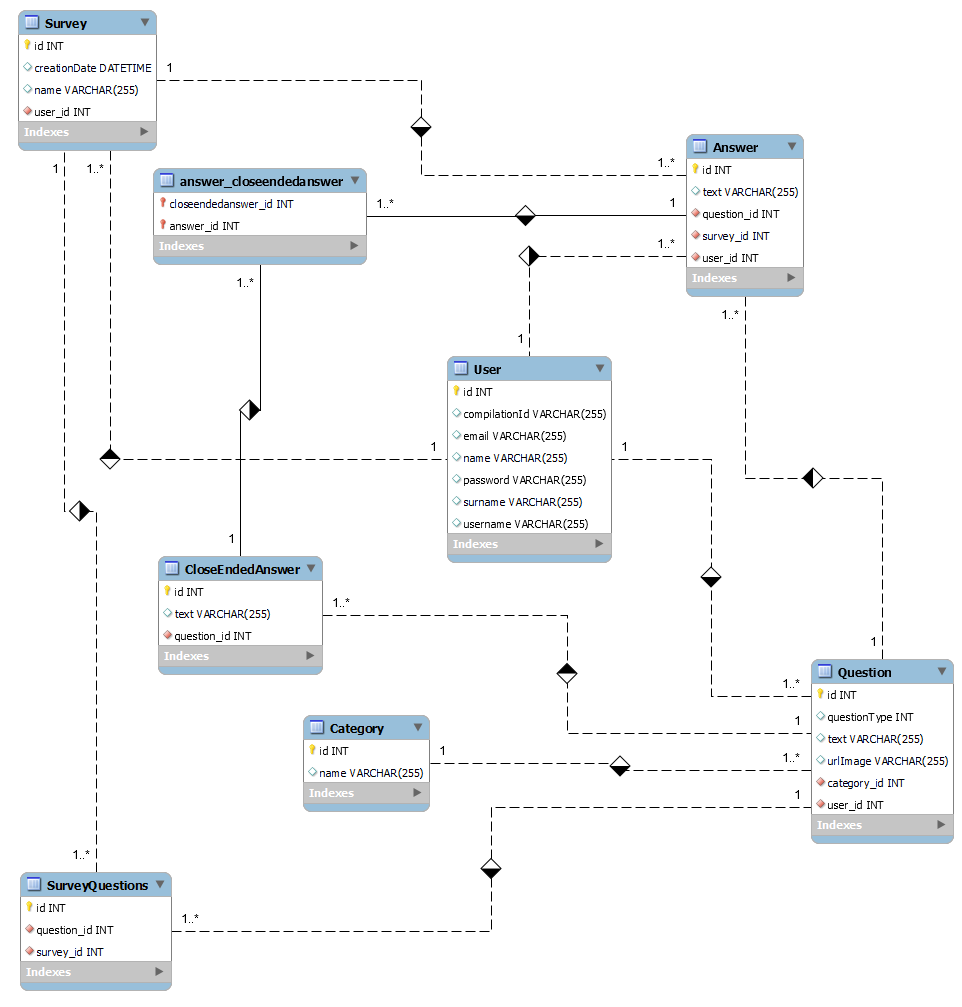 Survey
id INT
creationDate DATETIME
name VARCHAR(255)
user_id INT
Indexes
1
1..*
1
1..*
answer_closeendedanswer
closeendedanswer_id INT
answer_id INT
Indexes
1..*
1
1..*
Answer
id INT
text VARCHAR(255)
question_id INT
survey_id INT
user_id INT
Indexes
1..*
1..*
1..*
1
User
id INT
compilationId VARCHAR(255)
email VARCHAR(255)
name VARCHAR(255)
password VARCHAR(255)
surname VARCHAR(255)
username VARCHAR(255)
Indexes
1
1
1
CloseEndedAnswer
id INT
text VARCHAR(255)
question_id INT
Indexes
1..*
1
Question
id INT
questionType INT
text VARCHAR(255)
urlImage VARCHAR(255)
category_id INT
user_id INT
Indexes
1..*
1
1..*
1
Category
id INT
name VARCHAR(255)
Indexes
1
1..*
SurveyQuestions
id INT
question_id INT
survey_id INT
Indexes
1..*